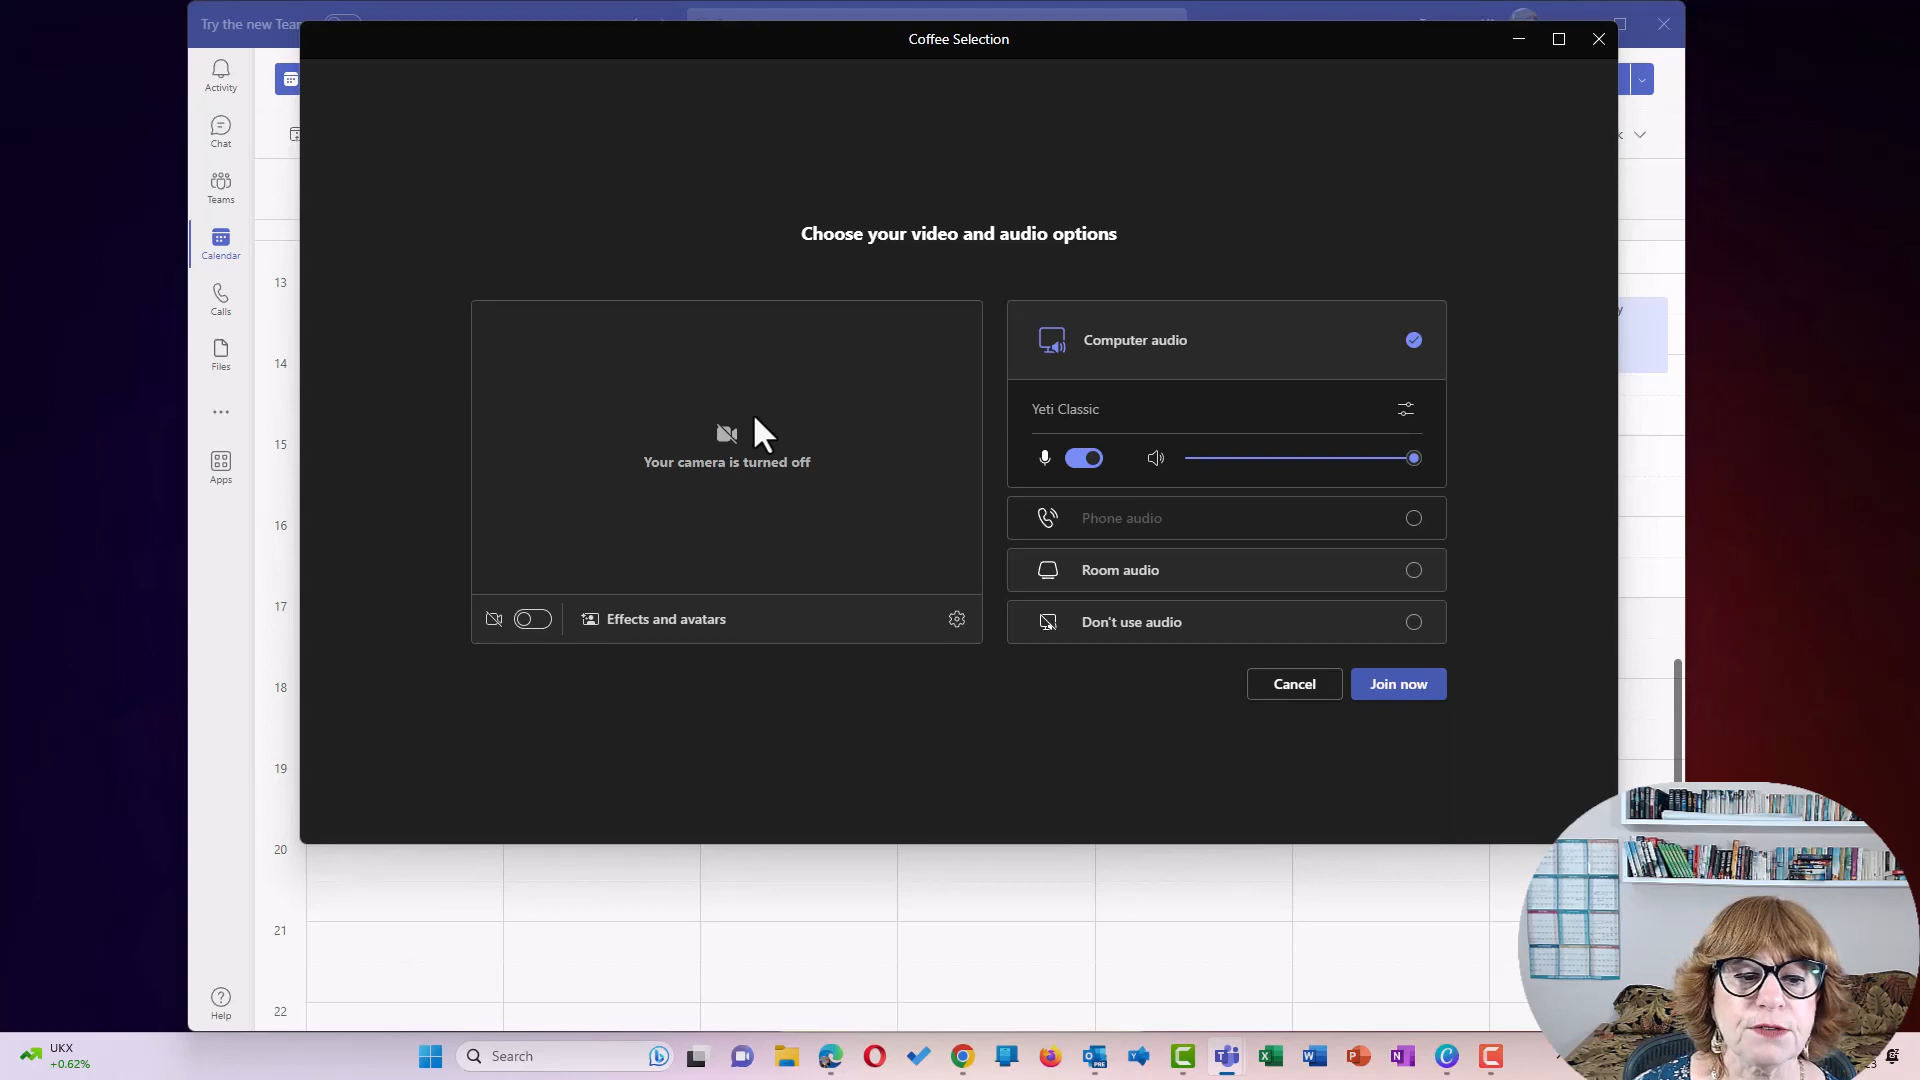 Try the new Team
Coffee Selection
Activity
Chat
Teams
Calendar
Calls
Files
Apps
Help
13
14
15
16
17
18
19
20
21
22
Choose your video and audio options
Your camera is turned off
Effects and avatars
Computer audio
Yeti Classic
Phone audio
Room audio
Don't use audio
Cancel
Join now
UKX
+0.62%
Search